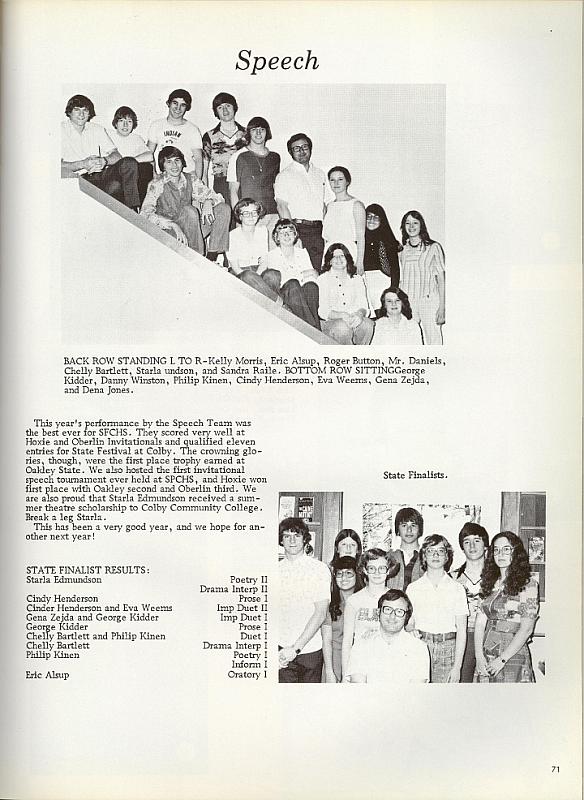 Speech
INDIAN
BACK ROW STANDING L TO R-Kelly Morris, Eric Alsup, Roger Button, Mr. Daniels,
Chelly Bartlett, Starla undson, and Sandra Raile. BOTTOM ROW SITTINGGeorge
Kidder, Danny Winston, Philip Kinen, Cindy Henderson, Eva Weems, Gena Zejda,
and Dena Jones.
This year's performance by the Speech Team was
the best ever for SFCHS. They scored very well at
Hoxie and Oberlin Invitationals and qualified eleven
entries for State Festival at Colby. The crowning glo-
ries, though, were the first place trophy earned at
Oakley State. We also hosted the first invitational
speech tournament ever held at SPCHS, and Hoxie won
first place with Oakley second and Oberlin third. We
are also proud that Starla Edmundson received a sum-
mer theatre scholarship to Colby Community College.
Break a leg Starla.
This has been a very good year, and we hope for an-
other next year!
State Finalists.
STATE FINALIST RESULTS:
Starla Edmundson Poetry II
Drama Interp II
Cindy Henderson Prose I
Cinder Henderson and Eva Weems Imp Duet II
Gena Zejda and George Kidder Imp Duet I
George Kidder Prose I
Chelly Bartlett and Philip Kinen Duet I
Chelly Bartlett Drama Interp I
Philip Kinen Poetry I
Inform I
Eric Alsup Oratory I
71